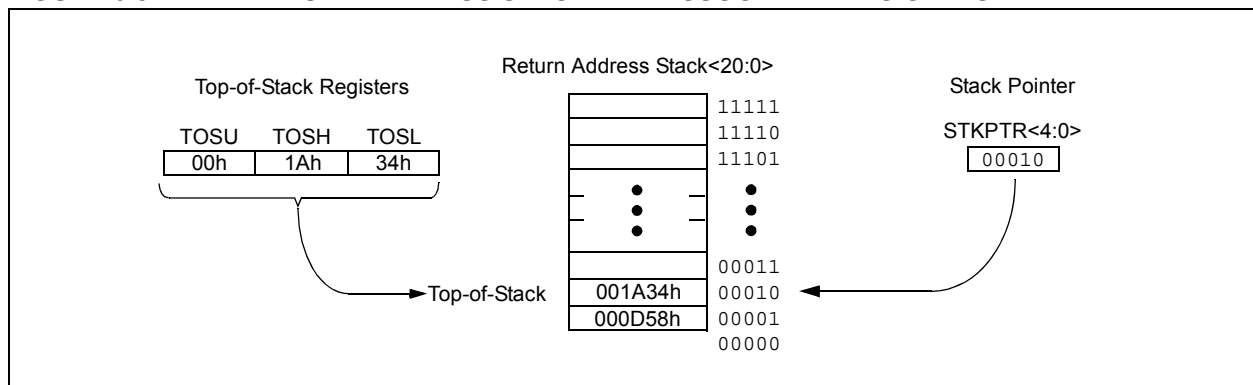 Return Address Stack<20:0>
Top-of-Stack Registers
Stack Pointer
TOSU TOSH TOSL
STKPTR<4:0>
00h 1Ah 34h
00010
11111
11110
11101
00011
Top-of-Stack 001A34h 00010
000D58h 00001
00000